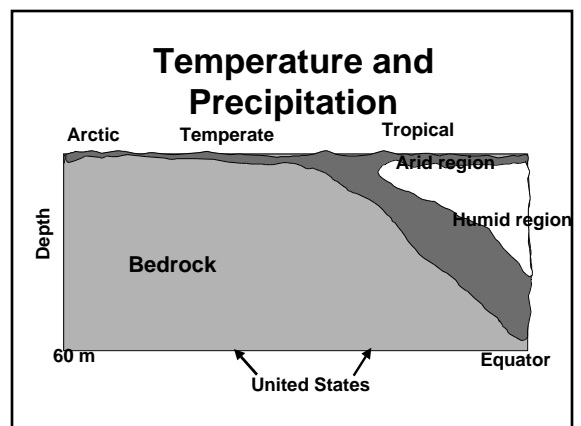 Temperature and
Precipitation
Arctic
Temperate
Tropical
Arid region
Humid region
Depth
Bedrock
60 m
Equator
United States